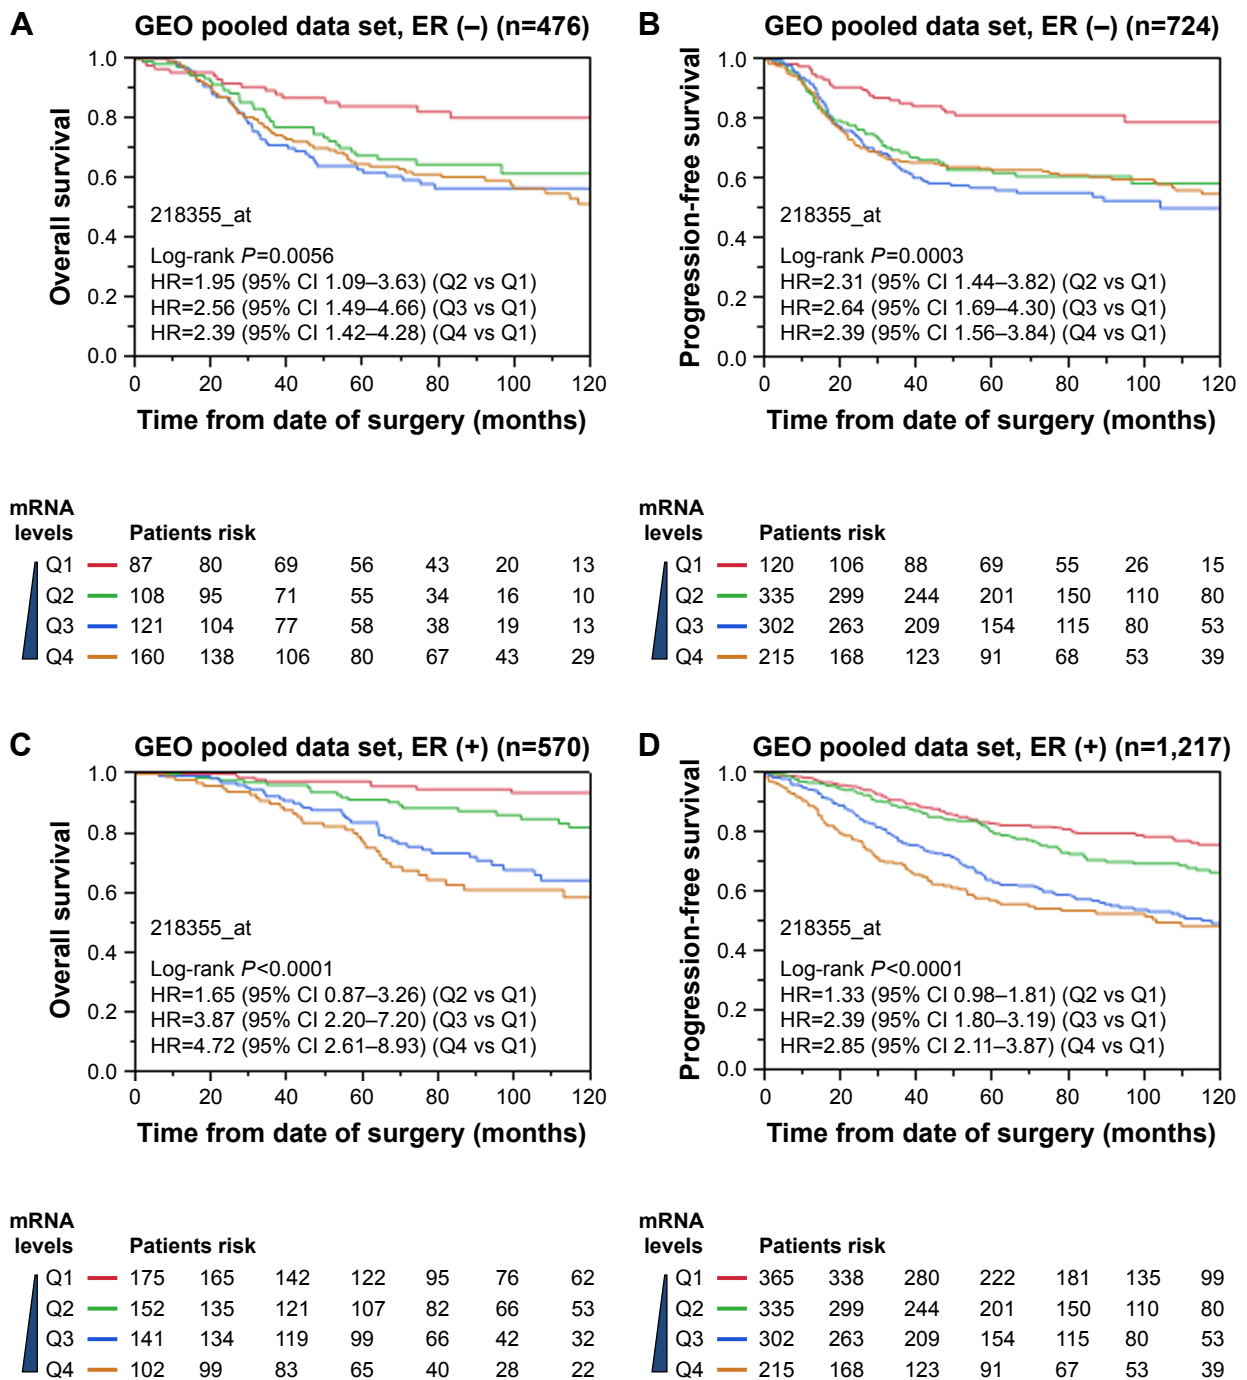 A
GEO pooled data set, ER (–) (n=476)
Overall survival
1.0
0.8
0.6
0.4
0.2
0.0
218355_at
Log-rank P=0.0056
HR=1.95 (95% CI 1.09–3.63) (Q2 vs Q1)
HR=2.56 (95% CI 1.49–4.66) (Q3 vs Q1)
HR=2.39 (95% CI 1.42–4.28) (Q4 vs Q1)
0 20 40 60 80 100 120
Time from date of surgery (months)
mRNA
levels Patients risk
Q1 87 80 69 56 43 20 13
Q2 108 95 71 55 34 16 10
Q3 121 104 77 58 38 19 13
Q4 160 138 106 80 67 43 29
B
GEO pooled data set, ER (–) (n=724)
Progression-free survival
1.0
0.8
0.6
0.4
0.2
0.0
218355_at
Log-rank P=0.0003
HR=2.31 (95% CI 1.44–3.82) (Q2 vs Q1)
HR=2.64 (95% CI 1.69–4.30) (Q3 vs Q1)
HR=2.39 (95% CI 1.56–3.84) (Q4 vs Q1)
0 20 40 60 80 100 120
Time from date of surgery (months)
mRNA
levels Patients risk
Q1 120 106 88 69 55 26 15
Q2 335 299 244 201 150 110 80
Q3 302 263 209 154 115 80 53
Q4 215 168 123 91 68 53 39
C
GEO pooled data set, ER (+) (n=570)
Overall survival
1.0
0.8
0.6
0.4
0.2
0.0
218355_at
Log-rank P<0.0001
HR=1.65 (95% CI 0.87–3.26) (Q2 vs Q1)
HR=3.87 (95% CI 2.20–7.20) (Q3 vs Q1)
HR=4.72 (95% CI 2.61–8.93) (Q4 vs Q1)
0 20 40 60 80 100 120
Time from date of surgery (months)
mRNA
levels Patients risk
Q1 175 165 142 122 95 76 62
Q2 152 135 121 107 82 66 53
Q3 141 134 119 99 66 42 32
Q4 102 99 83 65 40 28 22
D
GEO pooled data set, ER (+) (n=1,217)
Progression-free survival
1.0
0.8
0.6
0.4
0.2
0.0
218355_at
Log-rank P<0.0001
HR=1.33 (95% CI 0.98–1.81) (Q2 vs Q1)
HR=2.39 (95% CI 1.80–3.19) (Q3 vs Q1)
HR=2.85 (95% CI 2.11–3.87) (Q4 vs Q1)
0 20 40 60 80 100 120
Time from date of surgery (months)
mRNA
levels Patients risk
Q1 365 338 280 222 181 135 99
Q2 335 299 244 201 150 110 80
Q3 302 263 209 154 115 80 53
Q4 215 168 123 91 67 53 39